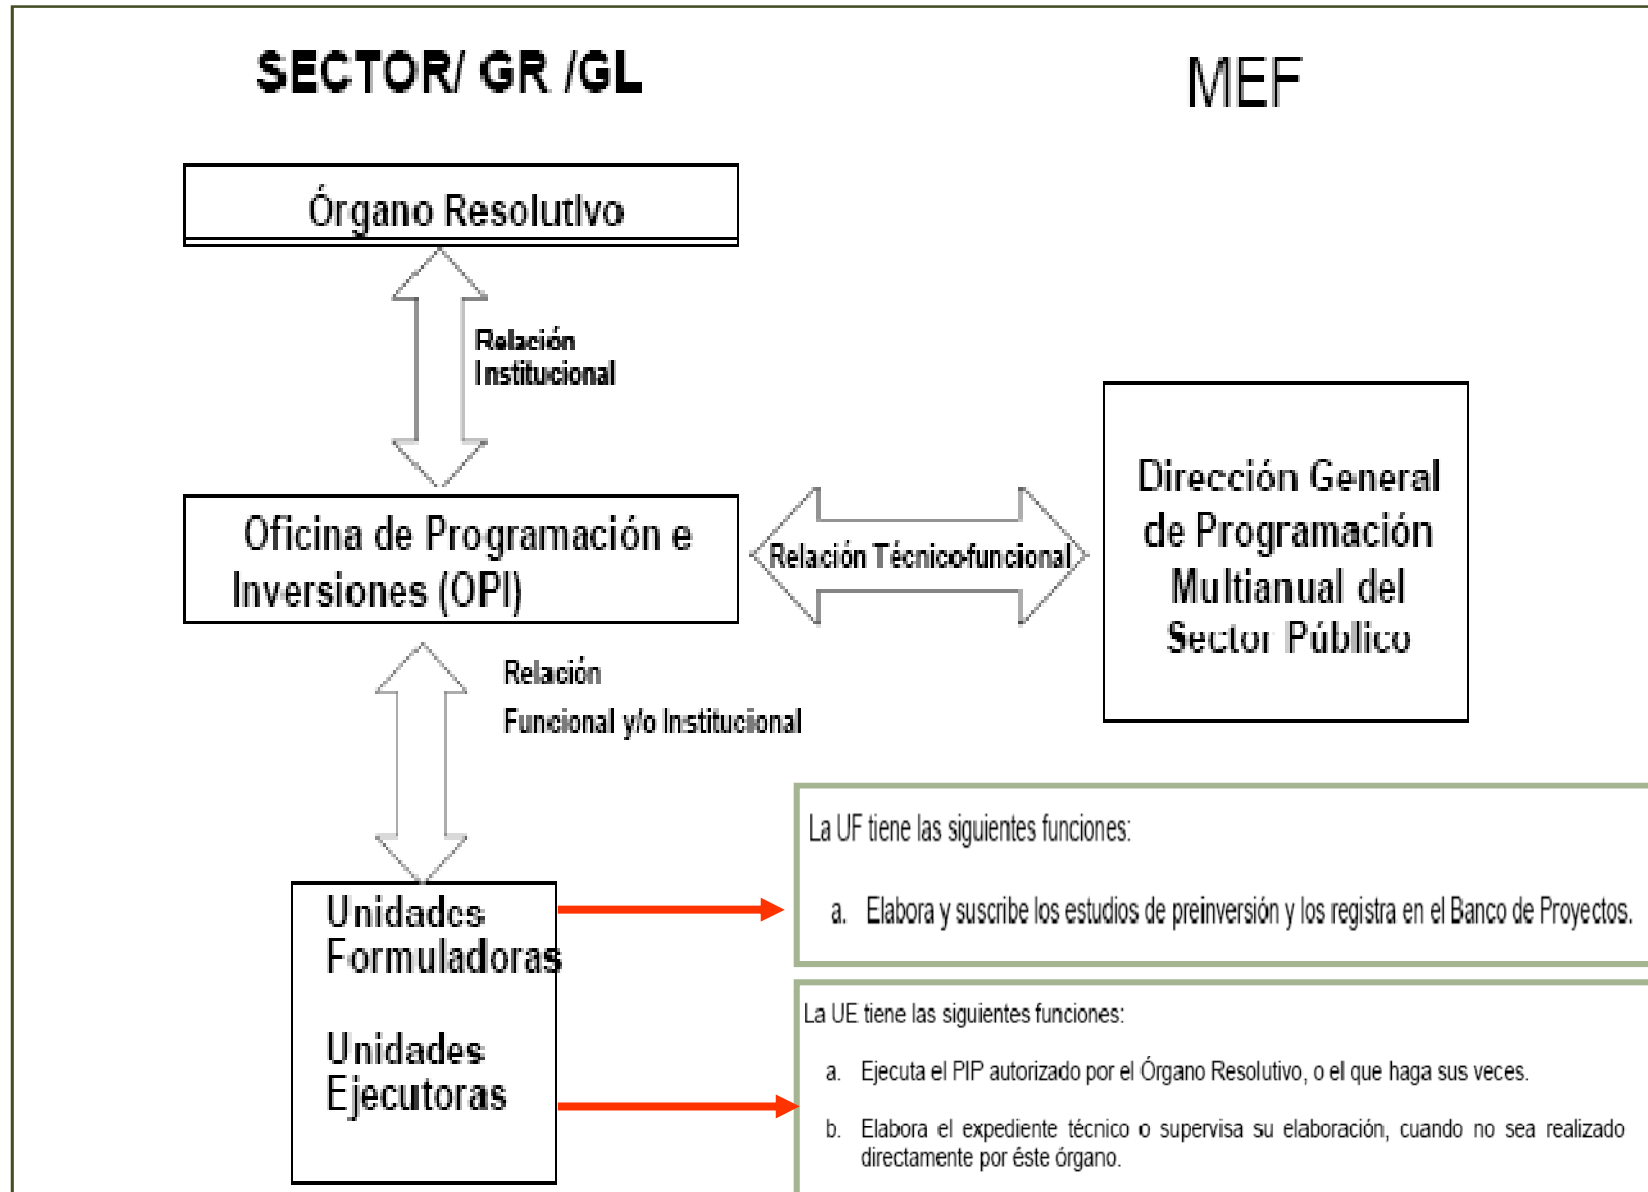 SECTOR/ GR /GL
MEF
Órgano Resolutivo
Relación
Institucional
Oficina de Programación e
Inversiones (OPI)
Relación Técnico-funcional
Dirección General
de Programación
Multianual del
Sector Público
Relación
Funcional y/o Institucional
Unidades
Formuladoras
Unidades
Ejecutoras
La UF tiene las siguientes funciones:
a. Elabora y suscribe los estudios de preinversión y los registra en el Banco de Proyectos.
La UE tiene las siguientes funciones:
a. Ejecuta el PIP autorizado por el Órgano Resolutivo, o el que haga sus veces.
b. Elabora el expediente técnico o supervisa su elaboración, cuando no sea realizado
directamente por éste órgano.